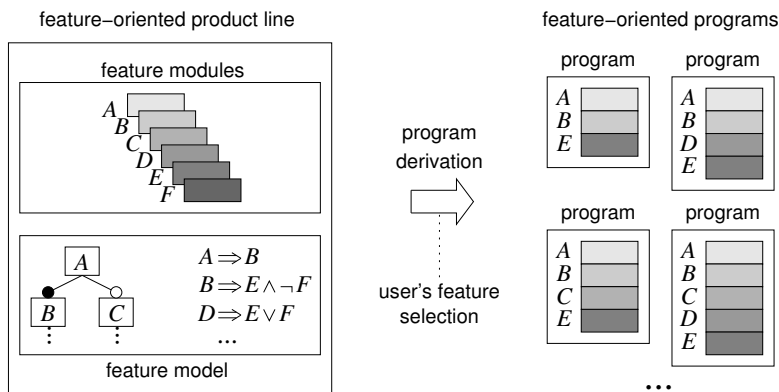 feature−oriented product line
feature modules
A
B
C
D
E
F
A
B
C
⋮
⋮
A⇒B
B⇒E∧¬F
D⇒E∨F
...
feature model
program
derivation
user's feature
selection
feature−oriented programs
program
A
B
E
program
A
B
D
E
program
A
B
C
E
program
A
B
C
D
E
...